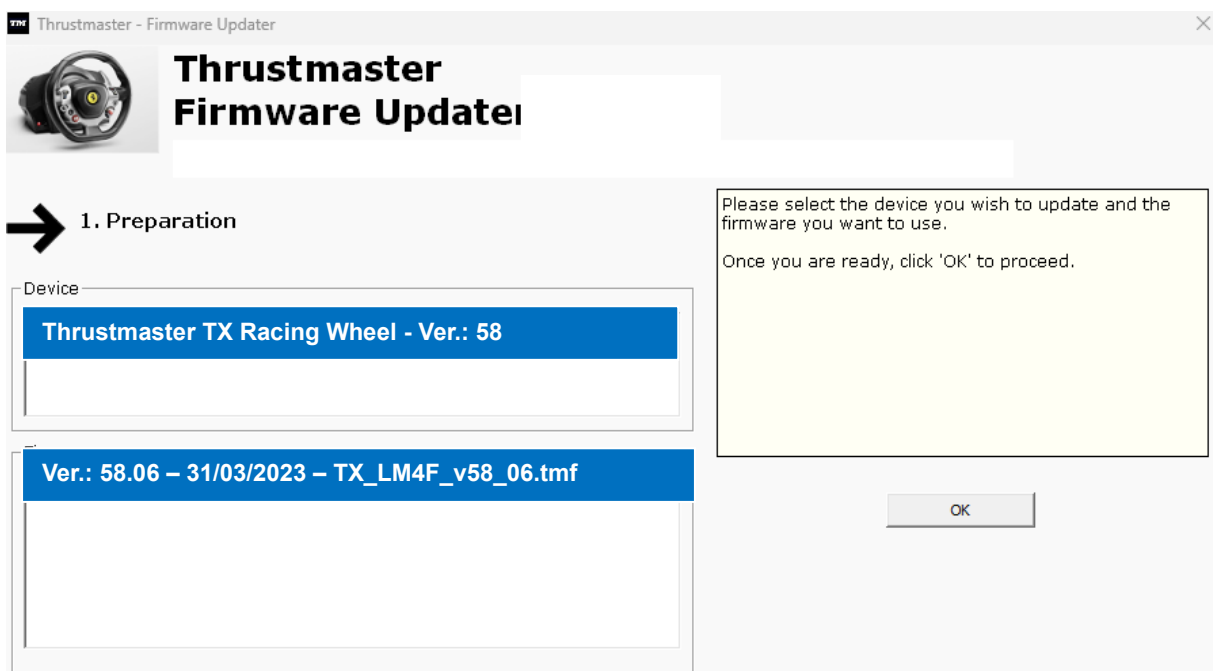 TM Thrustmaster - Firmware Updater
Thrustmaster
Firmware Update
1. Preparation
Please select the device you wish to update and the
firmware you want to use.
Once you are ready, click 'OK' to proceed.
Device
Thrustmaster TX Racing Wheel - Ver.: 58
Ver.: 58.06 – 31/03/2023 – TX_LM4F_v58_06.tmf
OK